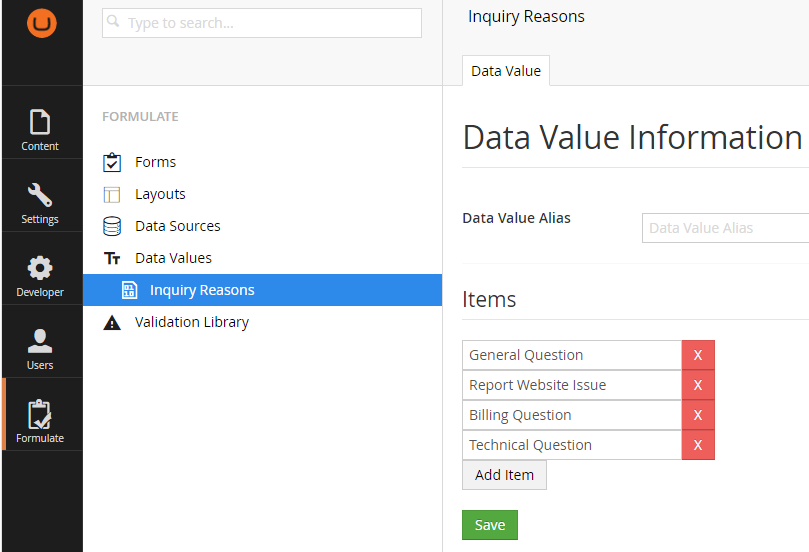 Type to search...
Content
Settings
Developer
Users
Formulate
FORMULATE
Forms
Layouts
Data Sources
Data Values
Inquiry Reasons
Validation Library
Inquiry Reasons
Data Value
Data Value Information
Data Value Alias
Data Value Alias
Items
General Question X
Report Website Issue X
Billing Question X
Technical Question X
Add Item
Save